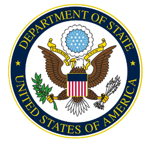 DEPARTMENT OF STATE
UNITED STATES OF AMERICA